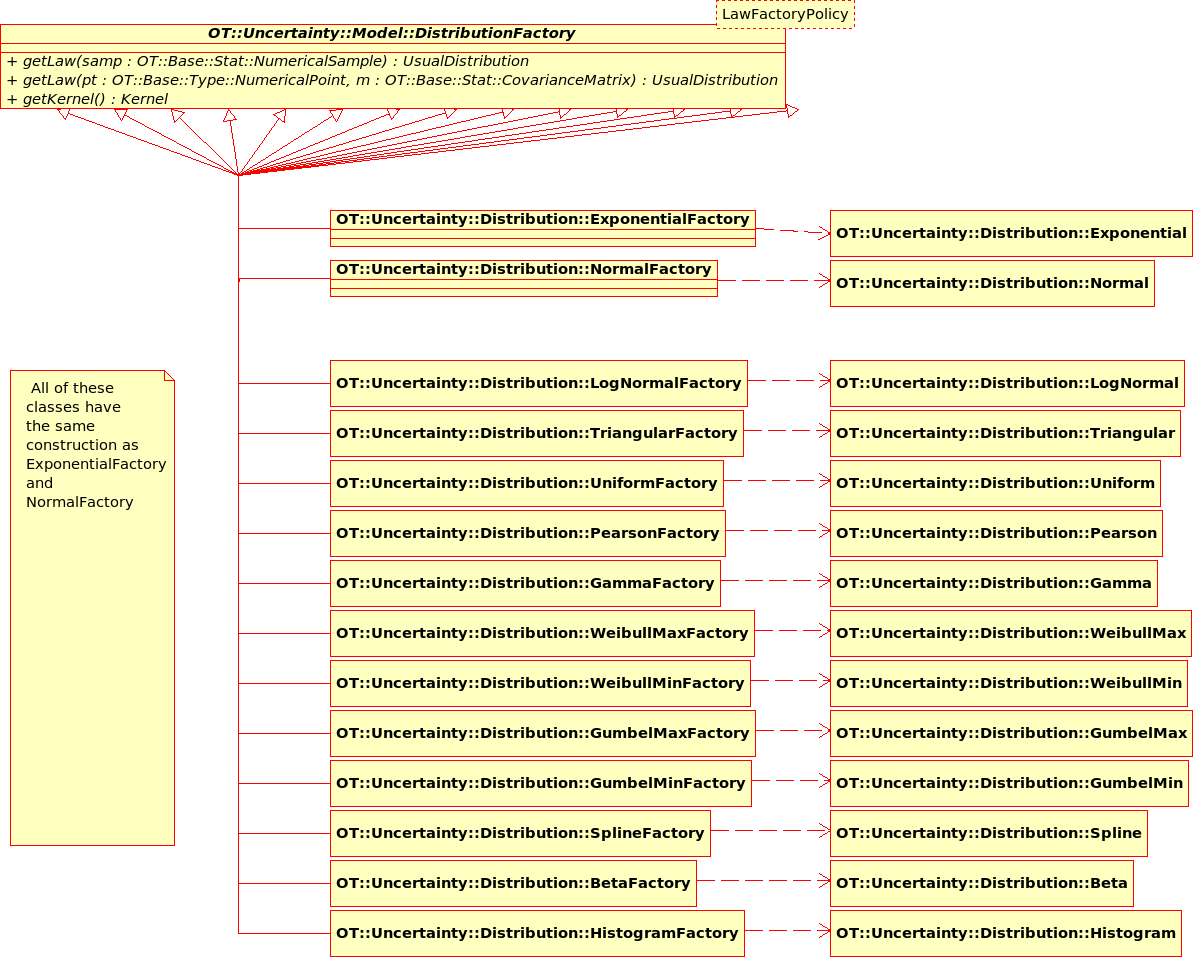 LawFactoryPolicy
OT::Uncertainty::Model::DistributionFactory
+ getLaw(samp : OT::Base::Stat::NumericalSample) : UsualDistribution
+ getLaw(pt : OT::Base::Type::NumericalPoint, m : OT::Base::Stat::CovarianceMatrix) : UsualDistribution
+ getKernel() : Kernel
OT::Uncertainty::Distribution::ExponentialFactory
OT::Uncertainty::Distribution::Exponential
OT::Uncertainty::Distribution::NormalFactory
OT::Uncertainty::Distribution::Normal
All of these
classes have
the same
construction as
ExponentialFactory
and
NormalFactory
OT::Uncertainty::Distribution::LogNormalFactory
OT::Uncertainty::Distribution::LogNormal
OT::Uncertainty::Distribution::TriangularFactory
OT::Uncertainty::Distribution::Triangular
OT::Uncertainty::Distribution::UniformFactory
OT::Uncertainty::Distribution::Uniform
OT::Uncertainty::Distribution::PearsonFactory
OT::Uncertainty::Distribution::Pearson
OT::Uncertainty::Distribution::GammaFactory
OT::Uncertainty::Distribution::Gamma
OT::Uncertainty::Distribution::WeibullMaxFactory
OT::Uncertainty::Distribution::WeibullMax
OT::Uncertainty::Distribution::WeibullMinFactory
OT::Uncertainty::Distribution::WeibullMin
OT::Uncertainty::Distribution::GumbelMaxFactory
OT::Uncertainty::Distribution::GumbelMax
OT::Uncertainty::Distribution::GumbelMinFactory
OT::Uncertainty::Distribution::GumbelMin
OT::Uncertainty::Distribution::SplineFactory
OT::Uncertainty::Distribution::Spline
OT::Uncertainty::Distribution::BetaFactory
OT::Uncertainty::Distribution::Beta
OT::Uncertainty::Distribution::HistogramFactory
OT::Uncertainty::Distribution::Histogram